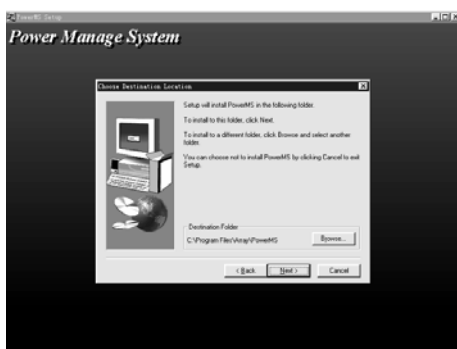 PowerMS Setup
Power Manage System
Choose Destination Location
Setup will install PowerMS in the following folder.
To install to this folder, click Next.
To install to a different folder, click Browse and select another
folder.
You can choose not to install PowerMS by clicking Cancel to exit
Setup.
Destination Folder
C:\Program Files\Array\PowerMS
Browse...
< Back
Next >
Cancel